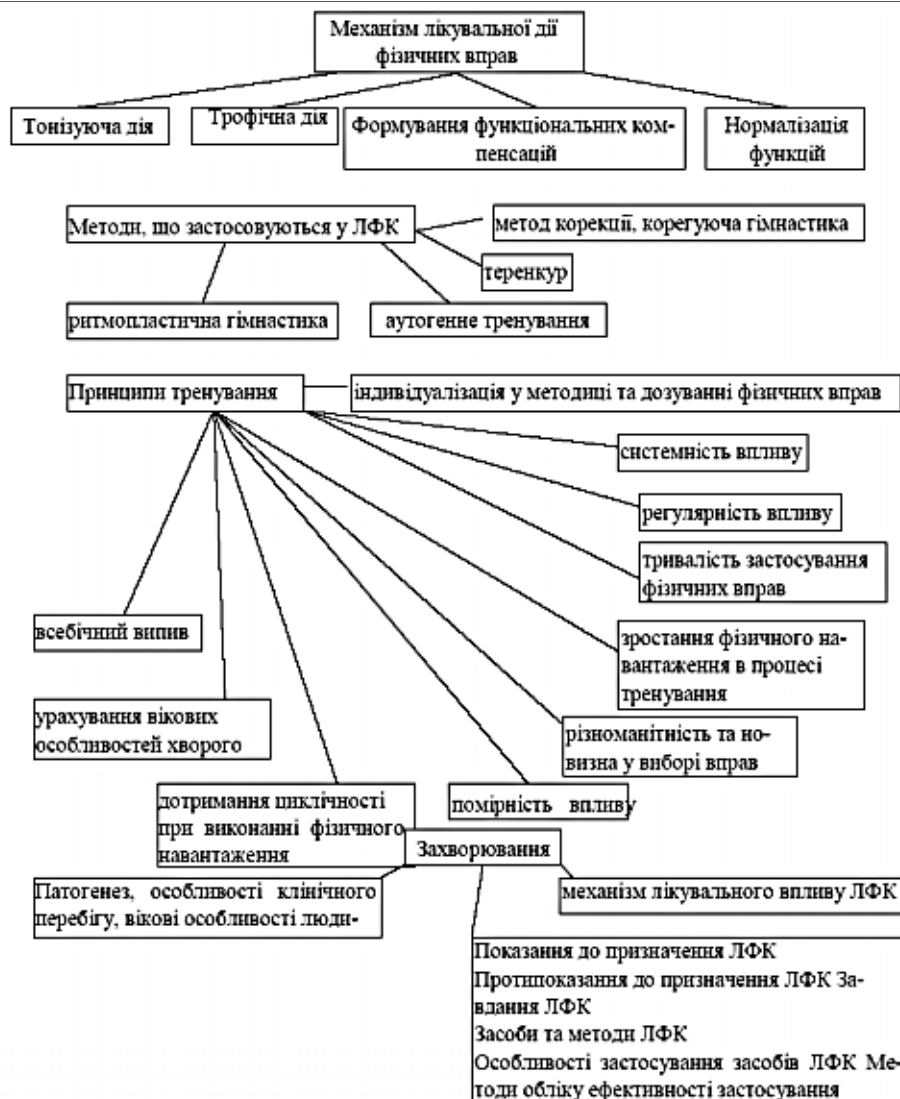 Механізм лікувальної дії
фізичних вправ
Тонізуюча дія
Трофічна дія
Формування функціональних ком-
пенсацій
Нормалізація
функцій
Методи, що застосовуються у ЛФК
метод корекції, корегуюча гімнастика
теренкур
ритмопластична гімнастика
аутогенне тренування
Принципи тренування
індивідуалізація у методиці та дозуванні фізичних вправ
системність впливу
регулярність впливу
тривалість застосування
фізичних вправ
всебічний випив
зростання фізичного на-
вантаження в процесі
тренування
урахування вікових
особливостей хворого
різноманітність та но-
визна у виборі вправ
дотримання циклічності
при виконанні фізичного
навантаження
помірність впливу
Захворювання
Патогенез, особливості клінічного
перебігу, вікові особливості люди-
механізм лікувального впливу ЛФК
Показання до призначення ЛФК
Протипоказання до призначення ЛФК За-
вдання ЛФК
Засоби та методи ЛФК
Особливості застосування засобів ЛФК Ме-
тоди обліку ефективності застосування